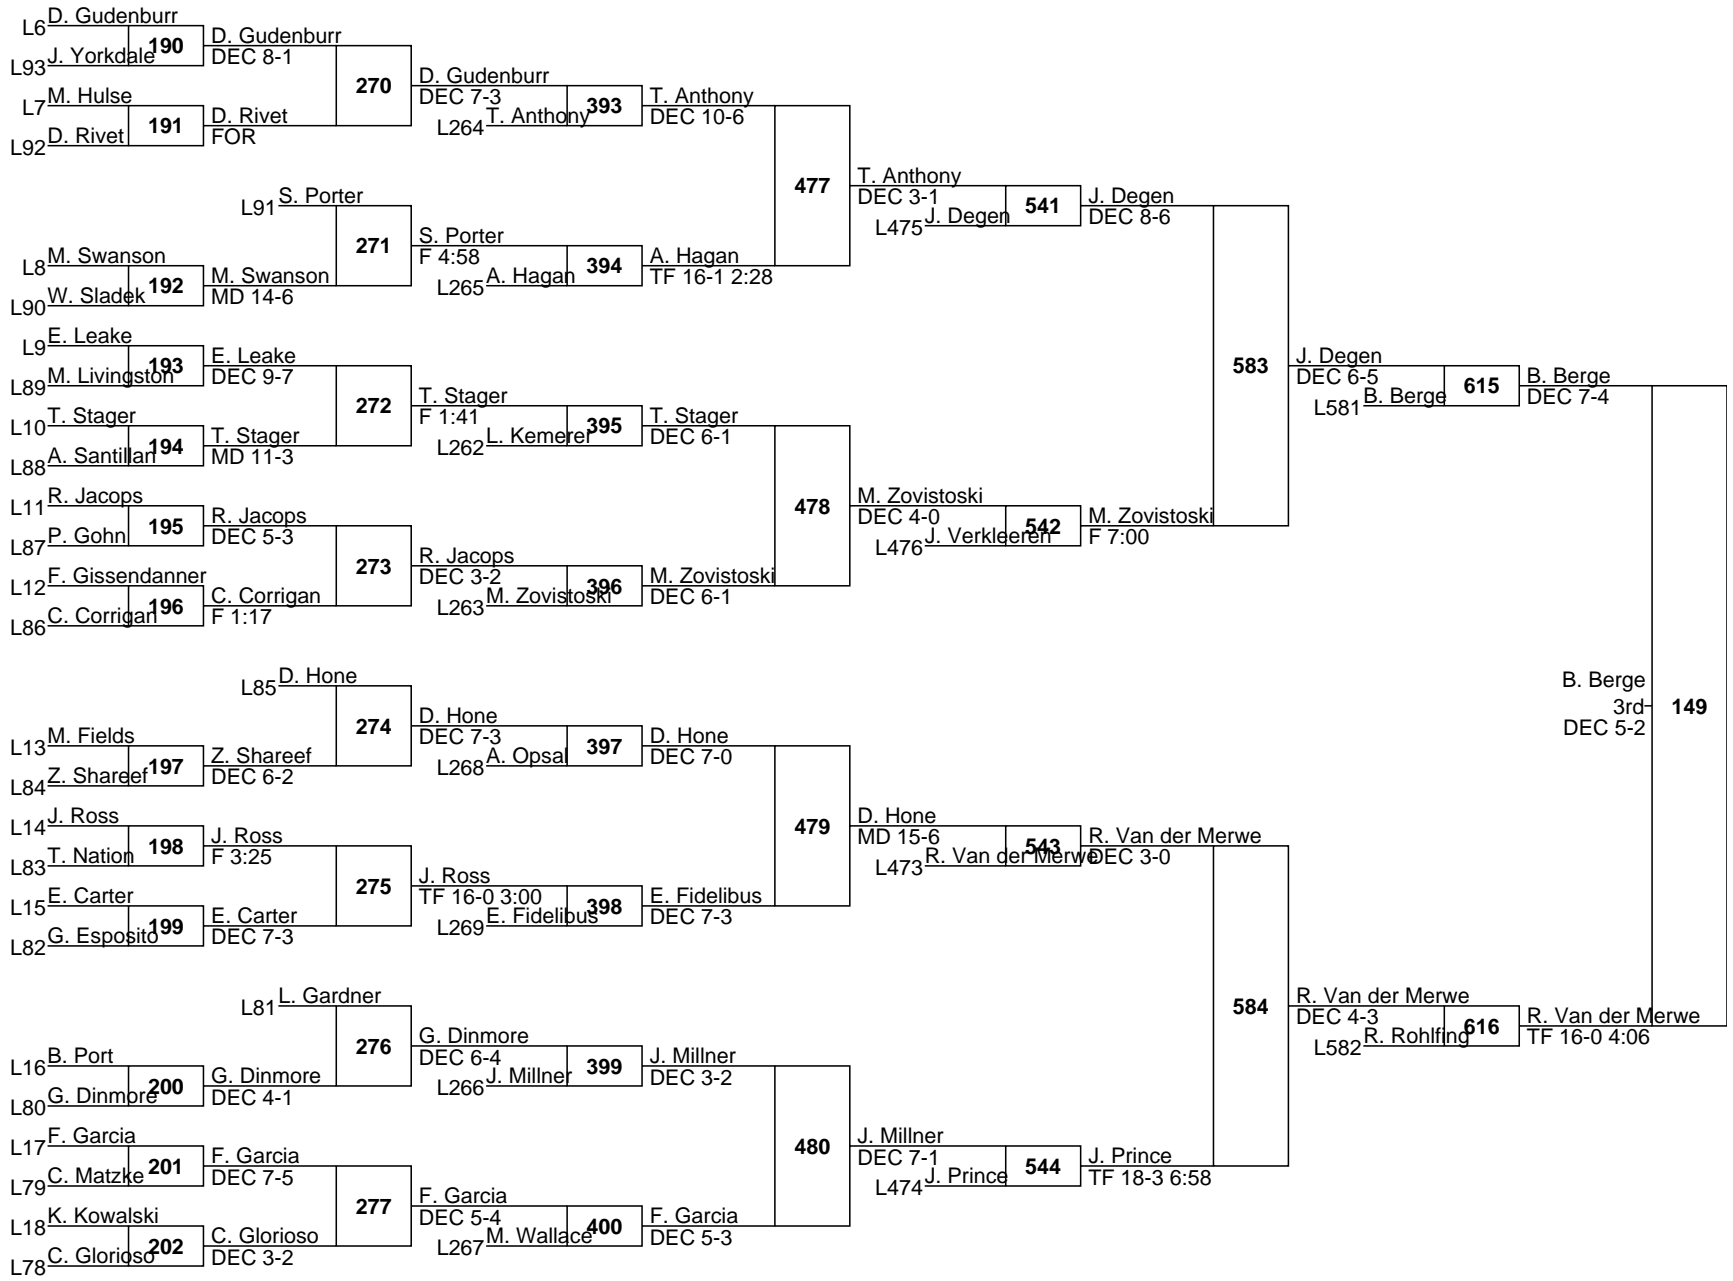 L6 D. Gudenburr
190
L93 J. Yorkdale
D. Gudenburr
DEC 8-1
270
L7 M. Hulse
191
L92 D. Rivet
D. Rivet
FOR
D. Gudenburr
DEC 7-3
393
L264 T. Anthony
T. Anthony
DEC 10-6
477
L91 S. Porter
271
L8 M. Swanson
192
L90 W. Sladek
M. Swanson
MD 14-6
S. Porter
F 4:58
394
L265 A. Hagan
A. Hagan
TF 16-1 2:28
T. Anthony
DEC 3-1
541
L475 J. Degen
J. Degen
DEC 8-6
583
L9 E. Leake
193
L89 M. Livingston
E. Leake
DEC 9-7
272
L10 T. Stager
194
L88 A. Santillan
T. Stager
MD 11-3
T. Stager
F 1:41
395
L262 L. Kemerer
T. Stager
DEC 6-1
478
L11 R. Jacops
195
L87 P. Gohn
R. Jacops
DEC 5-3
273
L12 F. Gissendanner
196
L86 C. Corrigan
C. Corrigan
F 1:17
R. Jacops
DEC 3-2
396
L263 M. Zovistoski
M. Zovistoski
DEC 6-1
M. Zovistoski
DEC 4-0
542
L476 J. Verkleeren
M. Zovistoski
F 7:00
J. Degen
DEC 6-5
615
L581 B. Berge
B. Berge
DEC 7-4
B. Berge
3rd
DEC 5-2
149
L85 D. Hone
274
L13 M. Fields
197
L84 Z. Shareef
Z. Shareef
DEC 6-2
D. Hone
DEC 7-3
397
L268 A. Opsal
D. Hone
DEC 7-0
479
L14 J. Ross
198
L83 T. Nation
J. Ross
F 3:25
275
L15 E. Carter
199
L82 G. Esposito
E. Carter
DEC 7-3
J. Ross
TF 16-0 3:00
398
L269 E. Fidelibus
E. Fidelibus
DEC 7-3
D. Hone
MD 15-6
543
L473 R. Van der Merwe
R. Van der Merwe
DEC 3-0
584
L81 L. Gardner
276
L16 B. Port
200
L80 G. Dinmore
G. Dinmore
DEC 4-1
G. Dinmore
DEC 6-4
399
L266 J. Millner
J. Millner
DEC 3-2
480
L17 F. Garcia
201
L79 C. Matzke
F. Garcia
DEC 7-5
277
L18 K. Kowalski
202
L78 C. Glorioso
C. Glorioso
DEC 3-2
F. Garcia
DEC 5-4
400
L267 M. Wallace
F. Garcia
DEC 5-3
J. Millner
DEC 7-1
544
L474 J. Prince
J. Prince
TF 18-3 6:58
R. Van der Merwe
DEC 4-3
616
L582 R. Rohlfing
R. Van der Merwe
TF 16-0 4:06